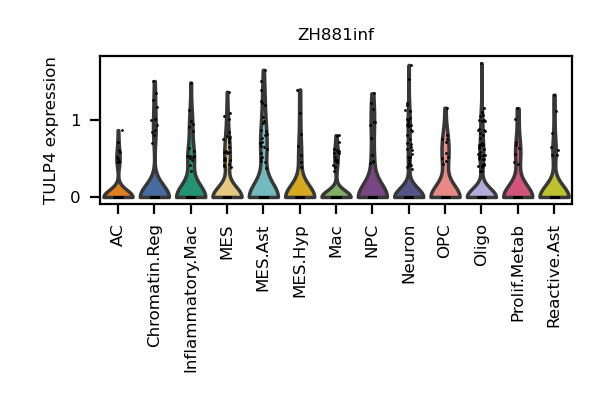 ZH881inf
TULP4 expression
1
0
AC
Chromatin.Reg
Inflammatory.Mac
MES
MES.Ast
MES.Hyp
Mac
NPC
Neuron
OPC
Oligo
Prolif.Metab
Reactive.Ast